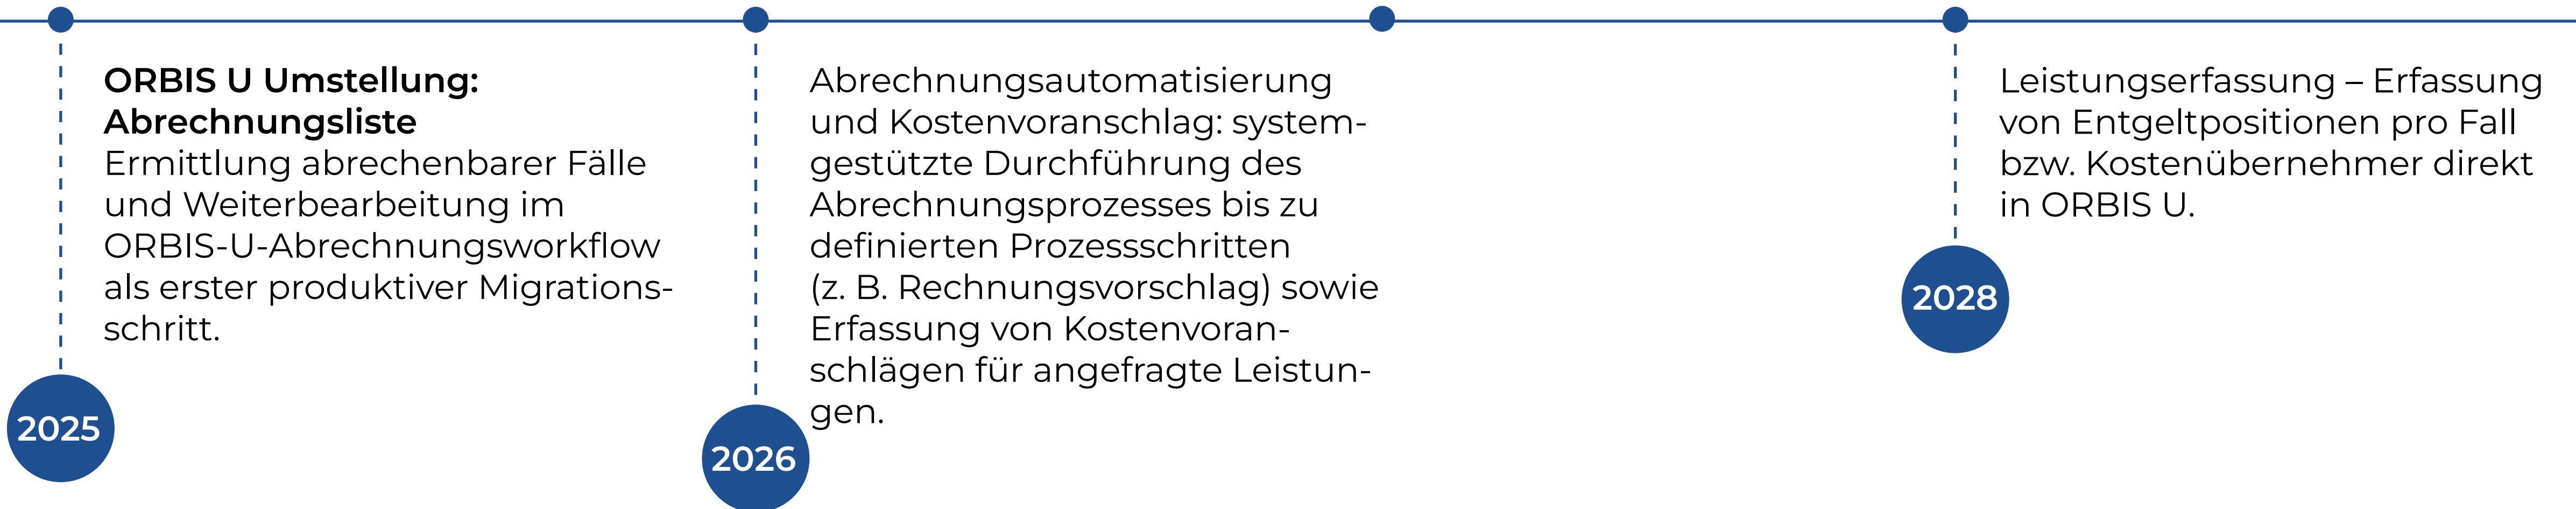 ORBIS U Umstellung:
Abrechnungsliste
Ermittlung abrechenbarer Fälle
und Weiterbearbeitung im
ORBIS-U-Abrechnungsworkflow
als erster produktiver Migrations-
schritt.
2025
Abrechnungsautomatisierung
und Kostenvoranschlag: system-
gestützte Durchführung des
Abrechnungsprozesses bis zu
definierten Prozessschritten
(z. B. Rechnungsvorschlag) sowie
Erfassung von Kostenvoran-
schlägen für angefragte Leistun-
gen.
2026
Leistungserfassung – Erfassung
von Entgeltpositionen pro Fall
bzw. Kostenübernehmer direkt
in ORBIS U.
2028